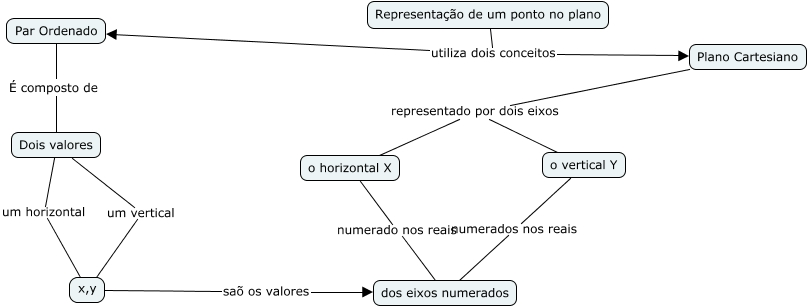 Representação de um ponto no plano
Par Ordenado
utiliza dois conceitos
Plano Cartesiano
É composto de
representado por dois eixos
Dois valores
o horizontal X
o vertical Y
um horizontal
um vertical
numerado nos reais
numerados nos reais
x,y
saõ os valores
dos eixos numerados